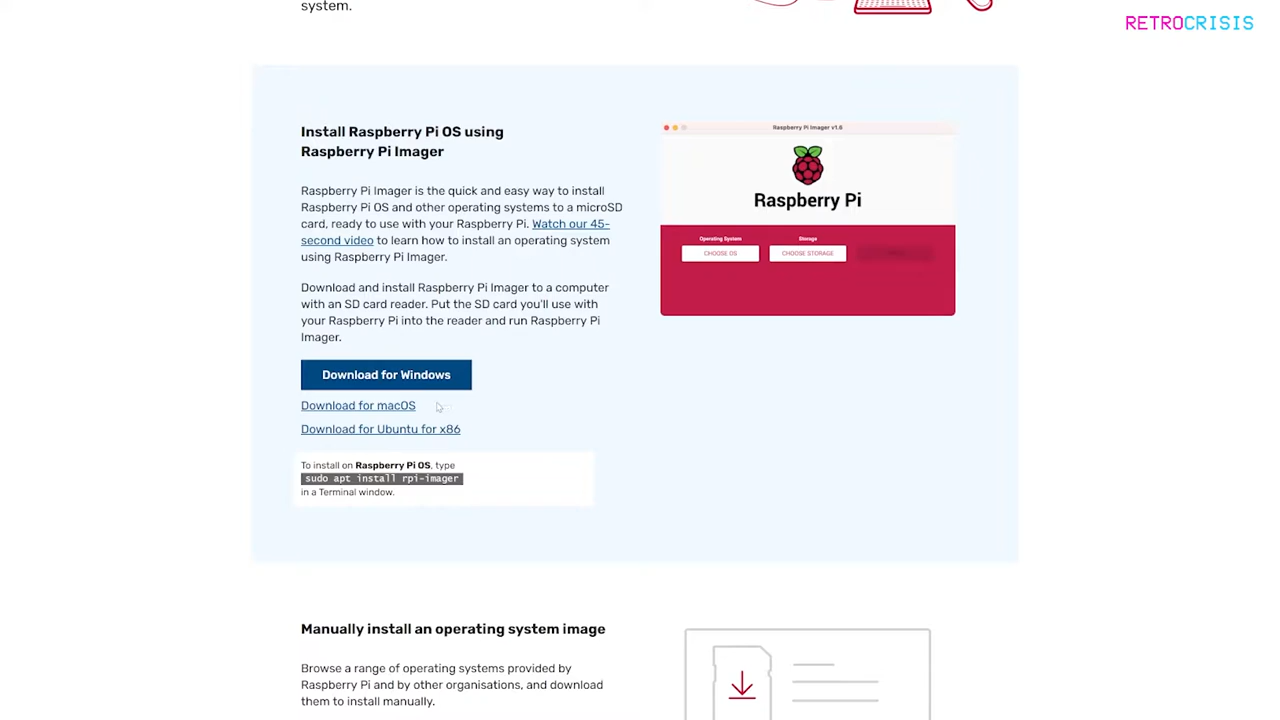 system.
RETROCRISIS
Install Raspberry Pi OS using
Raspberry Pi Imager
Raspberry Pi Imager is the quick and easy way to install
Raspberry Pi OS and other operating systems to a microSD
card, ready to use with your Raspberry Pi. Watch our 45-
second video to learn how to install an operating system
using Raspberry Pi Imager.
Download and install Raspberry Pi Imager to a computer
with an SD card reader. Put the SD card you'll use with
your Raspberry Pi into the reader and run Raspberry Pi
Imager.
Download for Windows
Download for macOS
Download for Ubuntu for x86
To install on Raspberry Pi OS, type
sudo apt install rpi-imager
in a Terminal window.
Raspberry Pi Imager v1.6
Raspberry Pi
Operating System
Storage
CHOOSE OS
CHOOSE STORAGE
Manually install an operating system image
Browse a range of operating systems provided by
Raspberry Pi and by other organisations, and download
them to install manually.